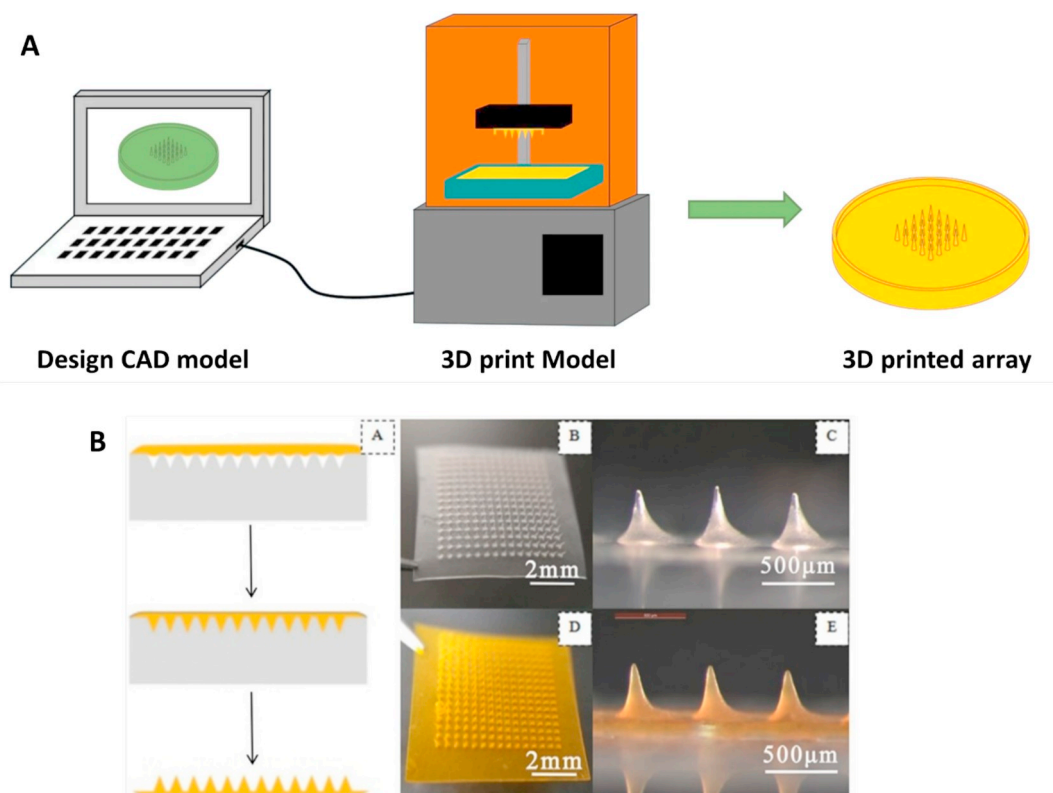 A
Design CAD model
3D print Model
3D printed array
B
A
B
C
2mm
500μm
D
E
2mm
500μm